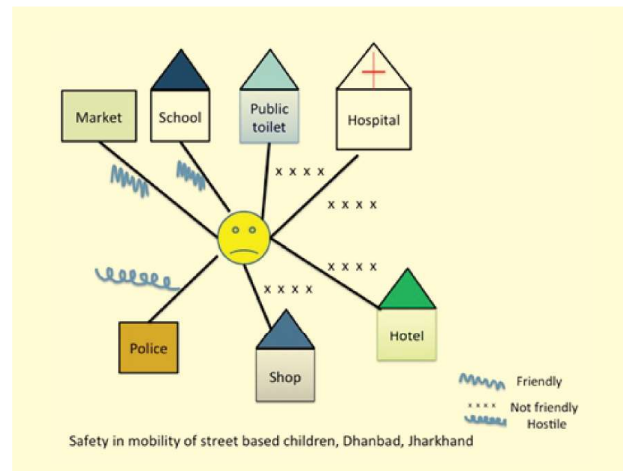 Market
School
Public
toilet
Hospital
x x x x
x x x x
x x x x
x x x x
Police
Shop
Hotel
Friendly
x x x x Not friendly
Hostile
Safety in mobility of street based children, Dhanbad, Jharkhand